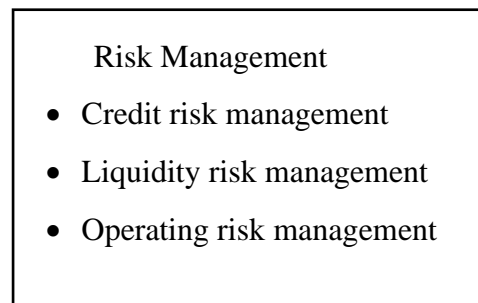 Risk Management
• Credit risk management
• Liquidity risk management
• Operating risk management